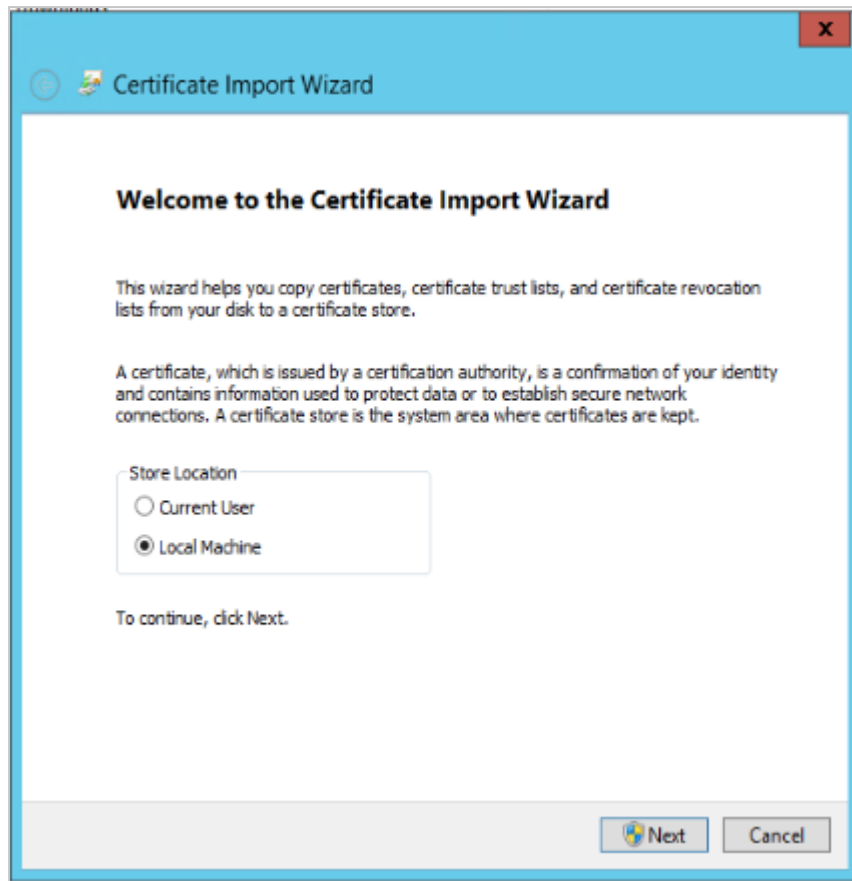 x
Certificate Import Wizard
Welcome to the Certificate Import Wizard
This wizard helps you copy certificates, certificate trust lists, and certificate revocation
lists from your disk to a certificate store.
A certificate, which is issued by a certification authority, is a confirmation of your identity
and contains information used to protect data or to establish secure network
connections. A certificate store is the system area where certificates are kept.
Store Location
Current User
Local Machine
To continue, click Next.
Next Cancel